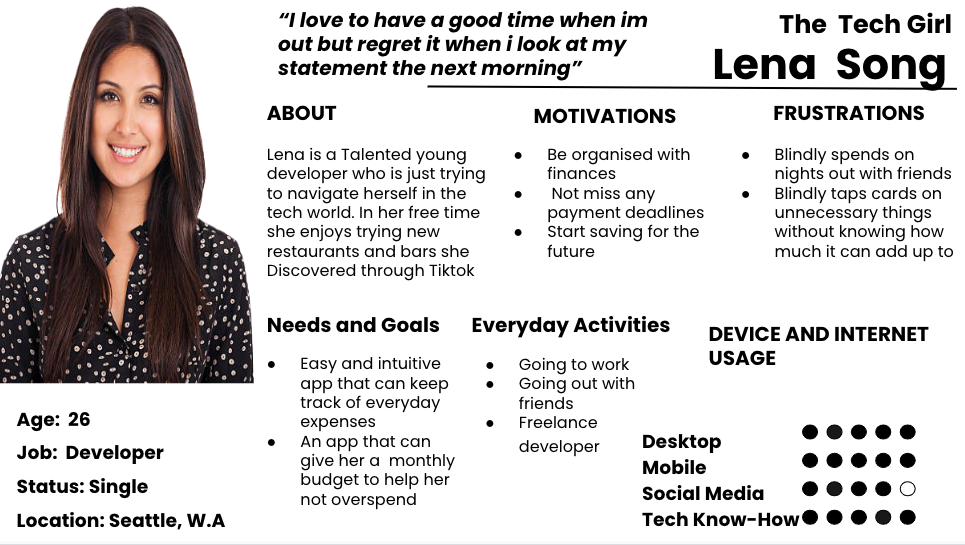 “I love to have a good time when im
out but regret it when i look at my
statement the next morning”
The Tech Girl
Lena Song
ABOUT
Lena is a Talented young
developer who is just trying
to navigate herself in the
tech world. In her free time
she enjoys trying new
restaurants and bars she
Discovered through Tiktok
MOTIVATIONS
● Be organised with
finances
● Not miss any
payment deadlines
● Start saving for the
future
FRUSTRATIONS
● Blindly spends on
nights out with friends
● Blindly taps cards on
unnecessary things
without knowing how
much it can add up to
Needs and Goals
● Easy and intuitive
app that can keep
track of everyday
expenses
● An app that can
give her a monthly
budget to help her
not overspend
Everyday Activities
● Going to work
● Going out with
friends
● Freelance
developer
DEVICE AND INTERNET
USAGE
Desktop
Mobile
Social Media
Tech Know-How
Age: 26
Job: Developer
Status: Single
Location: Seattle, W.A